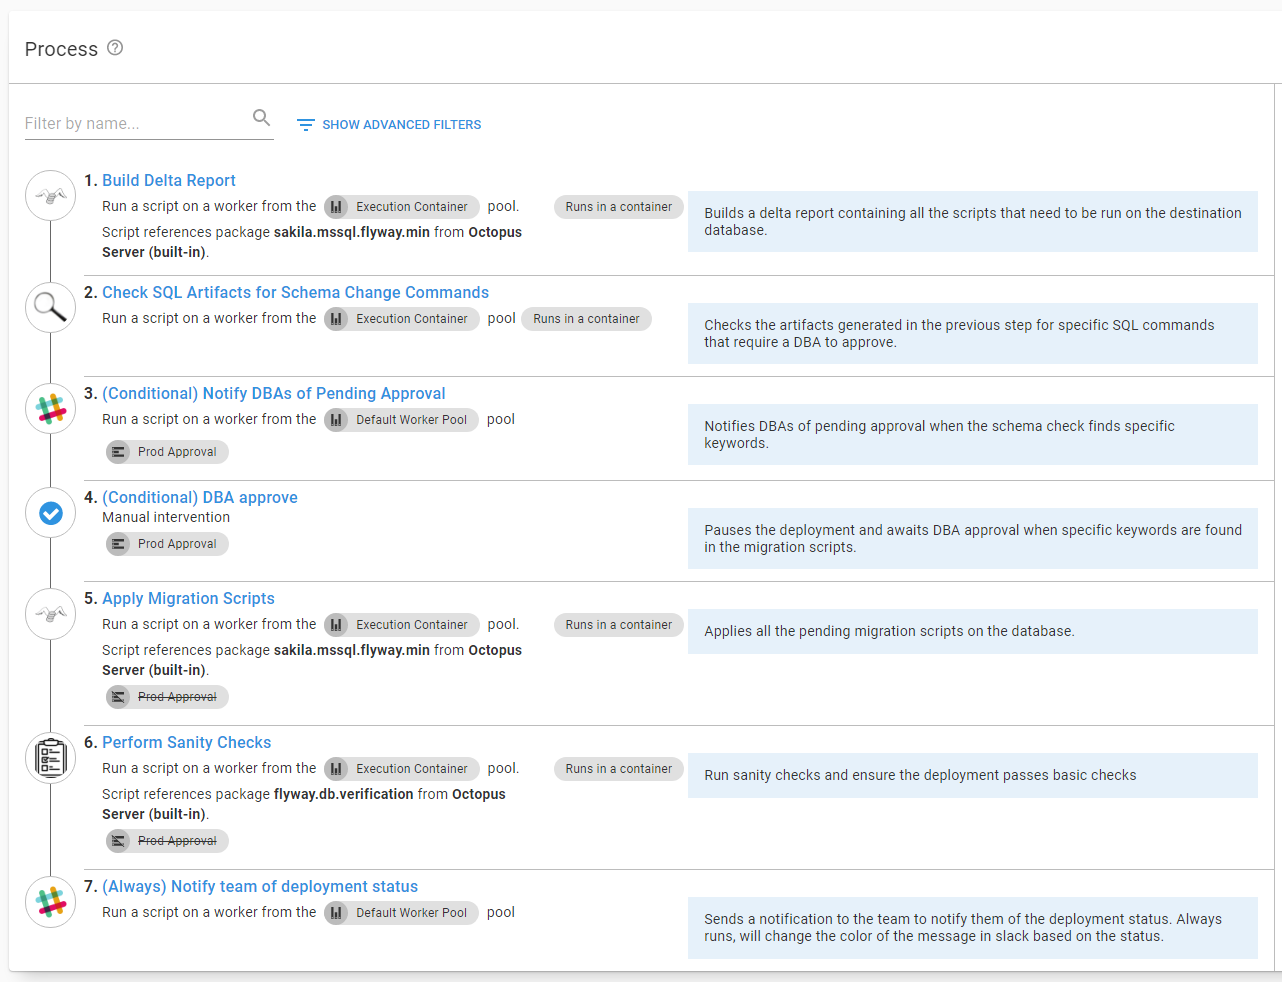 Process
Filter by name...
SHOW ADVANCED FILTERS
1. Build Delta Report
Run a script on a worker from the Execution Container pool. Runs in a container
Script references package sakila.mssql.flyway.min from Octopus
Server (built-in).
Builds a delta report containing all the scripts that need to be run on the destination
database.
2. Check SQL Artifacts for Schema Change Commands
Run a script on a worker from the Execution Container pool Runs in a container
Checks the artifacts generated in the previous step for specific SQL commands
that require a DBA to approve.
3. (Conditional) Notify DBAs of Pending Approval
Run a script on a worker from the Default Worker Pool pool
Prod Approval
Notifies DBAs of pending approval when the schema check finds specific
keywords.
4. (Conditional) DBA approve
Manual intervention
Prod Approval
Pauses the deployment and awaits DBA approval when specific keywords are found
in the migration scripts.
5. Apply Migration Scripts
Run a script on a worker from the Execution Container pool. Runs in a container
Script references package sakila.mssql.flyway.min from Octopus
Server (built-in).
Prod Approval
Applies all the pending migration scripts on the database.
6. Perform Sanity Checks
Run a script on a worker from the Execution Container pool. Runs in a container
Script references package flyway.db.verification from Octopus
Server (built-in).
Prod Approval
Run sanity checks and ensure the deployment passes basic checks
7. (Always) Notify team of deployment status
Run a script on a worker from the Default Worker Pool pool
Sends a notification to the team to notify them of the deployment status. Always
runs, will change the color of the message in slack based on the status.